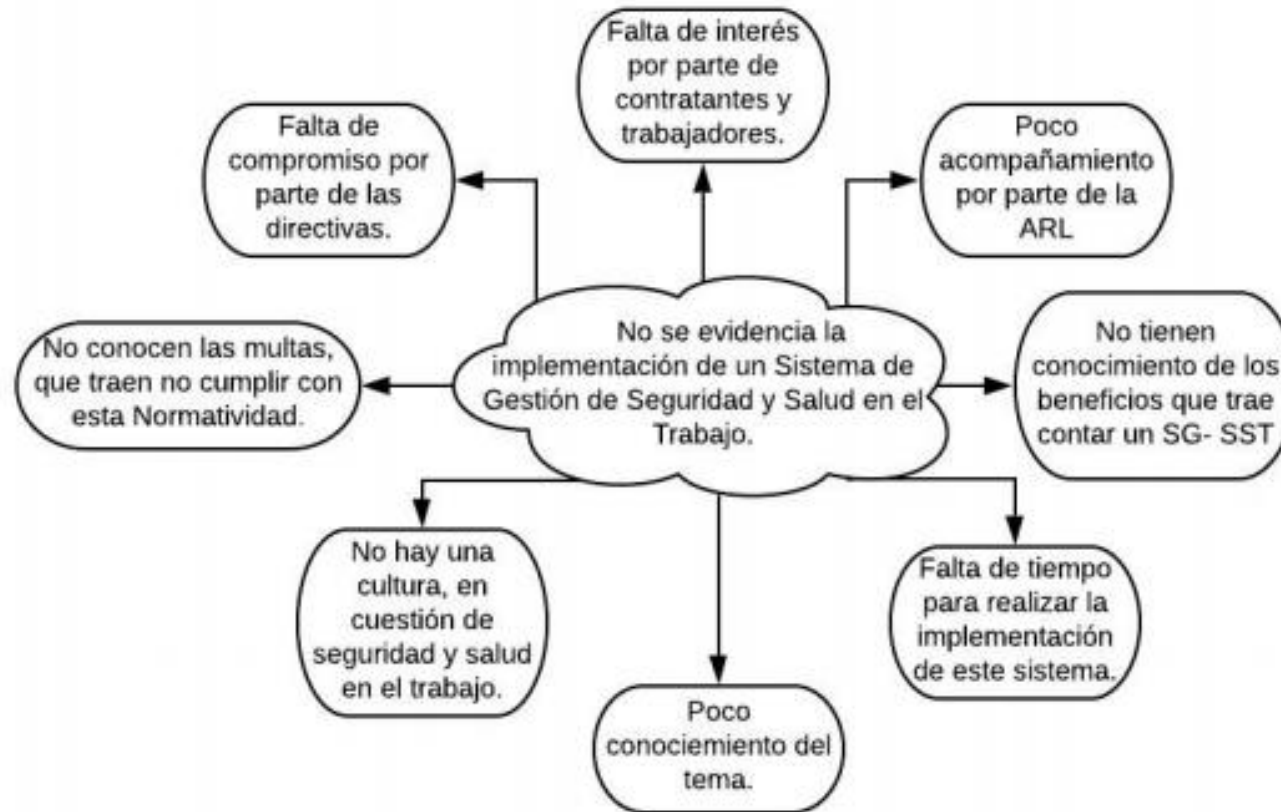 Falta de interés
por parte de
contratantes y
trabajadores.
Falta de
compromiso por
parte de las
directivas.
Poco
acompañamiento
por parte de la
ARL
No se evidencia la
implementación de un Sistema de
Gestión de Seguridad y Salud en el
Trabajo.
No conocen las multas,
que traen no cumplir con
esta Normatividad.
No tienen
conocimiento de los
beneficios que trae
contar un SG- SST
No hay una
cultura, en
cuestión de
seguridad y salud
en el trabajo.
Falta de tiempo
para realizar la
implementación
de este sistema.
Poco
conociemiento del
tema.